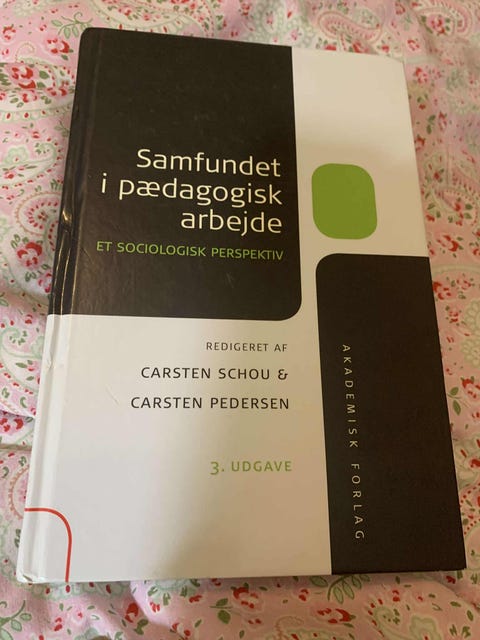 Samfundet
i pædagogisk
arbejde
ET SOCIOLOGISK PERSPEKTIV
REDIGERET AF
CARSTEN SCHOU &
CARSTEN PEDERSEN
3. UDGAVE
AKADEMISK FORLAG